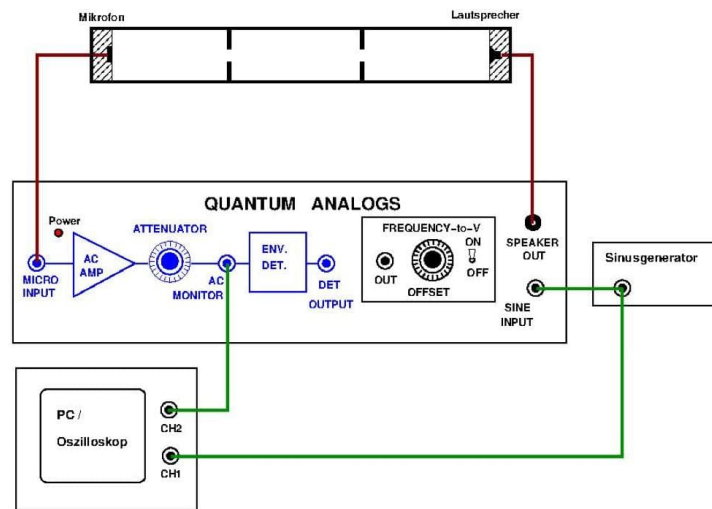 Mikrofon
Lautsprecher
QUANTUM ANALOGS
Power
ATTENUATOR
FREQUENCY-to-V
ON
OFF
SPEAKER
OUT
Sinusgenerator
AC
AMP
ENV.
DET.
MICRO
INPUT
AC
MONITOR
DET
OUTPUT
OUT
OFFSET
SINE
INPUT
PC /
Oszilloskop
CH2
CH1